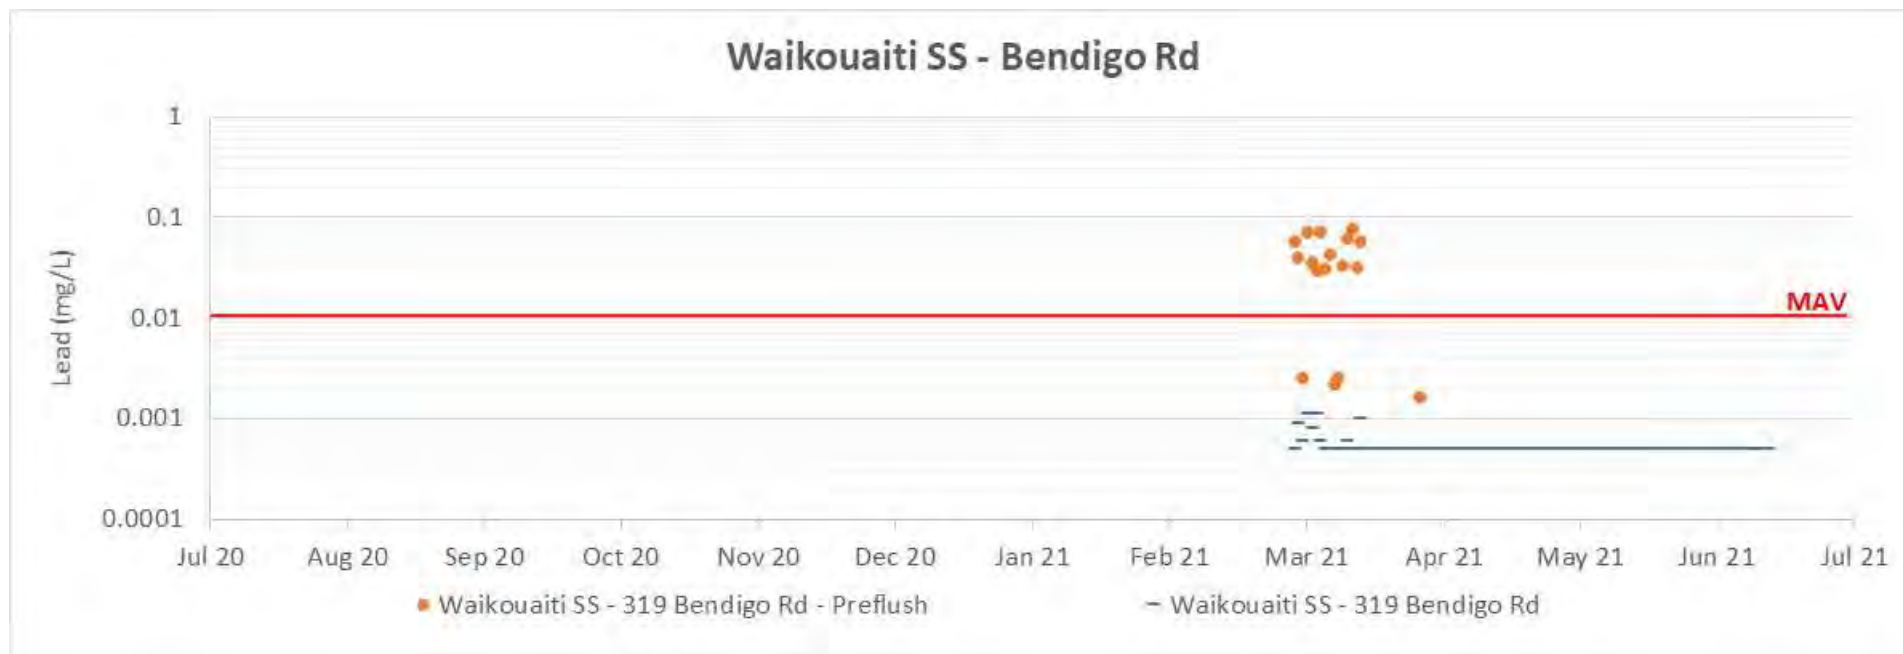 Waikouaiti SS - Bendigo Rd
1
0.1
0.01
0.001
0.0001
Lead (mg/L)
MAV
Jul 20 Aug 20 Sep 20 Oct 20 Nov 20 Dec 20 Jan 21 Feb 21 Mar 21 Apr 21 May 21 Jun 21 Jul 21
Waikouaiti SS - 319 Bendigo Rd - Preflush Waikouaiti SS - 319 Bendigo Rd